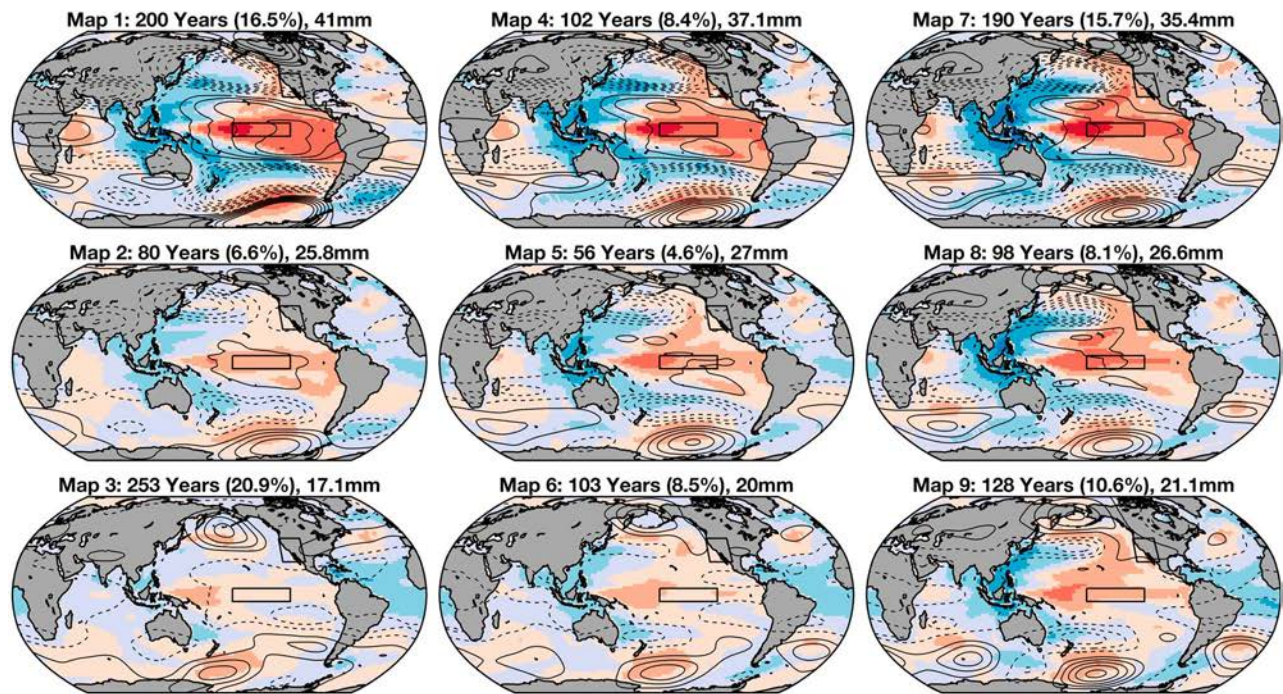 Map 1: 200 Years (16.5%), 41mm
Map 4: 102 Years (8.4%), 37.1mm
Map 7: 190 Years (15.7%), 35.4mm
Map 2: 80 Years (6.6%), 25.8mm
Map 5: 56 Years (4.6%), 27mm
Map 8: 98 Years (8.1%), 26.6mm
Map 3: 253 Years (20.9%), 17.1mm
Map 6: 103 Years (8.5%), 20mm
Map 9: 128 Years (10.6%), 21.1mm